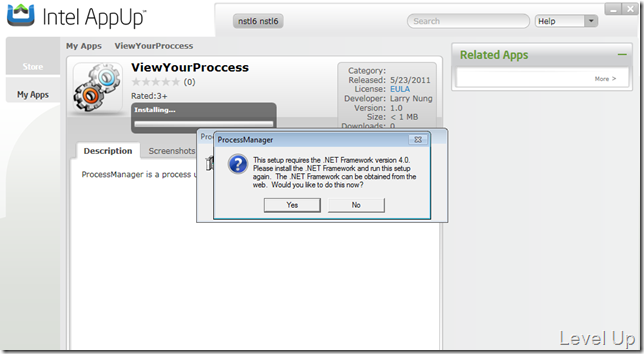 Intel AppUp™
nstl6 nstl6
Search
Help
Store
My Apps
My Apps ViewYourProccess
ViewYourProccess
(0)
Rated:3+
Installing...
Category:
Released: 5/23/2011
License: EULA
Developer: Larry Nung
Version: 1.0
Size: < 1 MB
Downloads: 0
Related Apps
More >
Description
Screenshots
ProcessManager is a process u
ProcessManager
This setup requires the .NET Framework version 4.0.
Please install the .NET Framework and run this setup
again. The .NET Framework can be obtained from the
web. Would you like to do this now?
Yes
No
Level Up